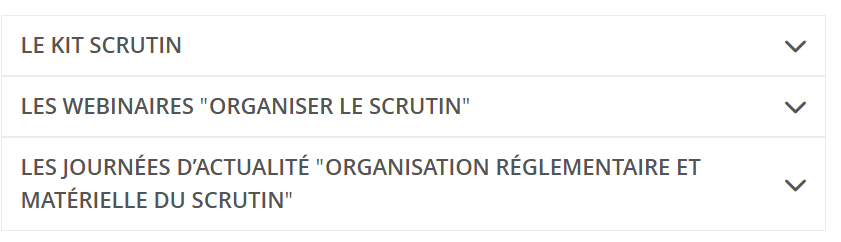 LE KIT SCRUTIN
LES WEBINAIRES "ORGANISER LE SCRUTIN"
LES JOURNÉES D’ACTUALITÉ "ORGANISATION RÉGLEMENTAIRE ET
MATÉRIELLE DU SCRUTIN"